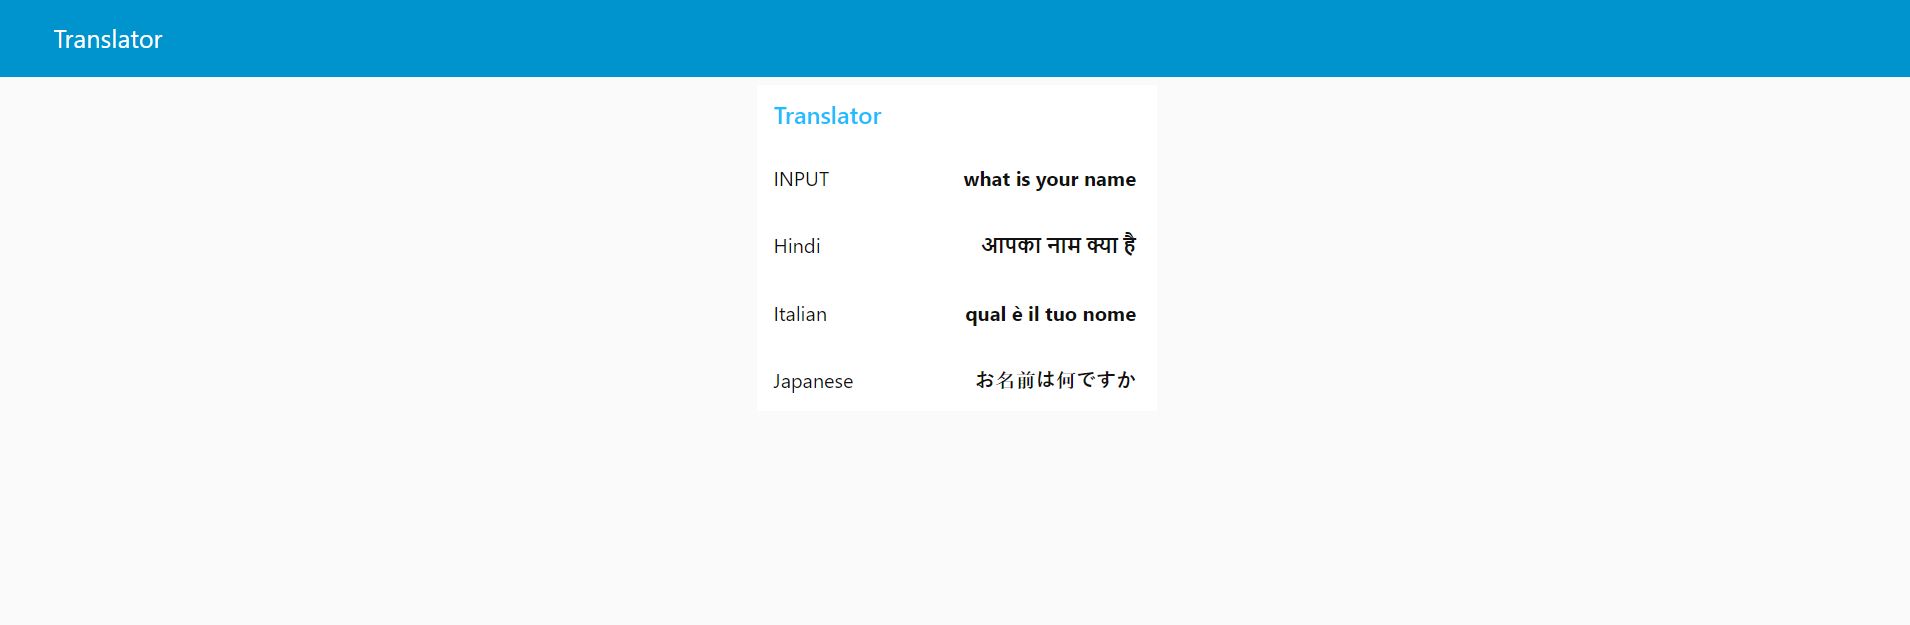 Translator
Translator
INPUT what is your name
Hindi आपका नाम क्या है
Italian qual è il tuo nome
Japanese お名前は何ですか